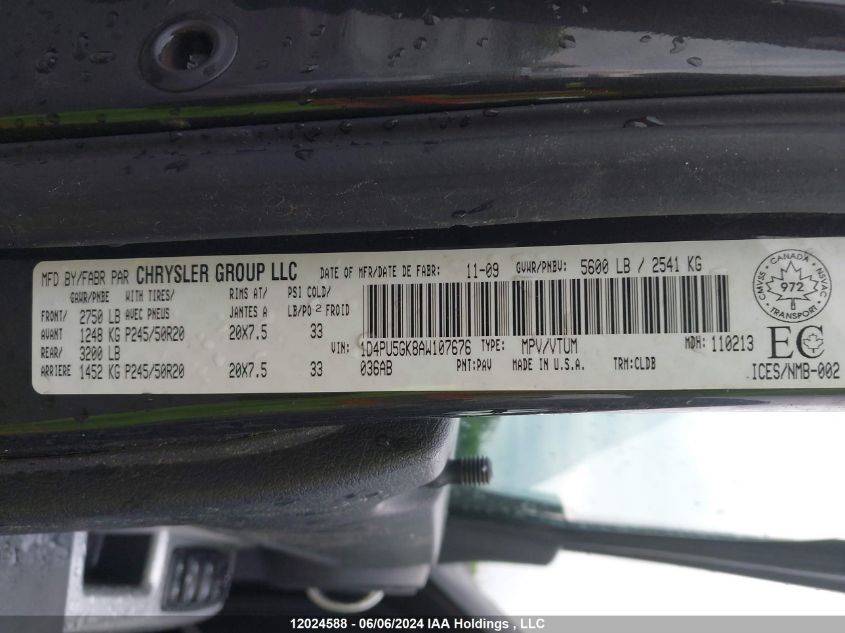 MFD BY/FABR PAR CHRYSLER GROUP LLC DATE OF MFR/DATE DE FABR: 11-09 GVWR/PNBV: 5600 LB / 2541 KG
GAWR/PNBE WITH TIRES/ RIMS AT/ PSI COLD/
FRONT/ 2750 LB AVEC PNEUS JANTES A LB/PO 2 FROID
AVANT 1248 KG P245/50R20 20X7.5 33
REAR/ 3200 LB
ARRIERE 1452 KG P245/50R20 20X7.5 33
VIN: 1D4PU5GK8AW107676 TYPE: MPV/VTUM MDH: 110213
036AB PNT:PAV MADE IN U.S.A. TRM:CLDB
CANADA
CMVSS NSVAC
972
TRANSPORT
EC
ICES/NMB-002
12024588 - 06/06/2024 IAA Holdings , LLC